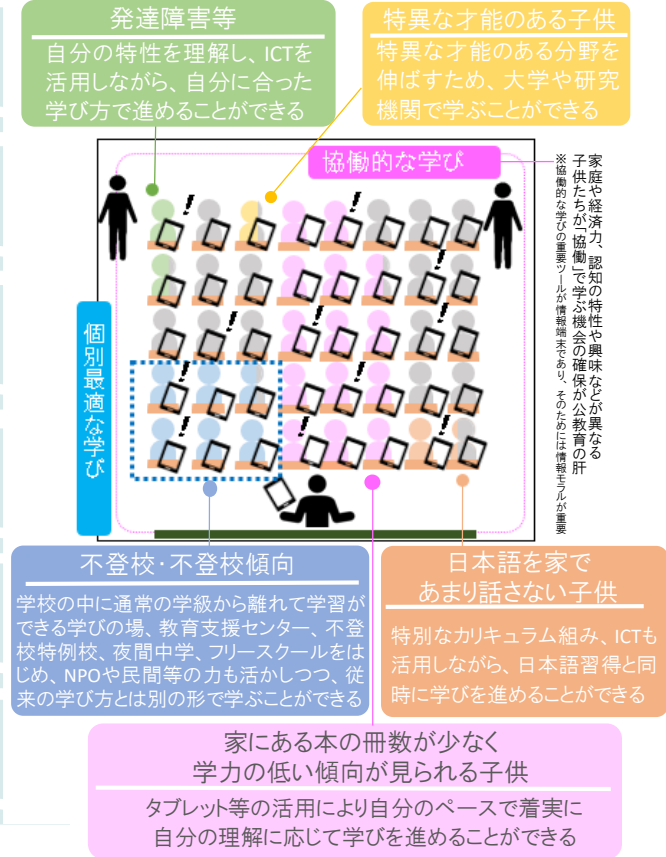 発達障害等
自分の特性を理解し、ICTを
活用しながら、自分に合った
学び方で進めることができる
特異な才能のある子供
特異な才能のある分野を
伸ばすため、大学や研究
機関で学ぶことができる
協働的な学び
家庭や経済力、認知の特性や興味などが異なる
子供たちが「協働」で学ぶ機会の確保が公教育の肝
※協働的な学びの重要ツールが情報端末であり、そのためには情報モラルが重要
個別最適な学び
不登校・不登校傾向
学校の中に通常の学級から離れて学習が
できる学びの場、教育支援センター、不登
校特例校、夜間中学、フリースクールをは
じめ、NPOや民間等の力も活かしつつ、従
来の学び方とは別の形で学ぶことができる
日本語を家で
あまり話さない子供
特別なカリキュラム組み、ICTも
活用しながら、日本語習得と同
時に学びを進めることができる
家にある本の冊数が少なく
学力の低い傾向が見られる子供
タブレット等の活用により自分のペースで着実に
自分の理解に応じて学びを進めることができる